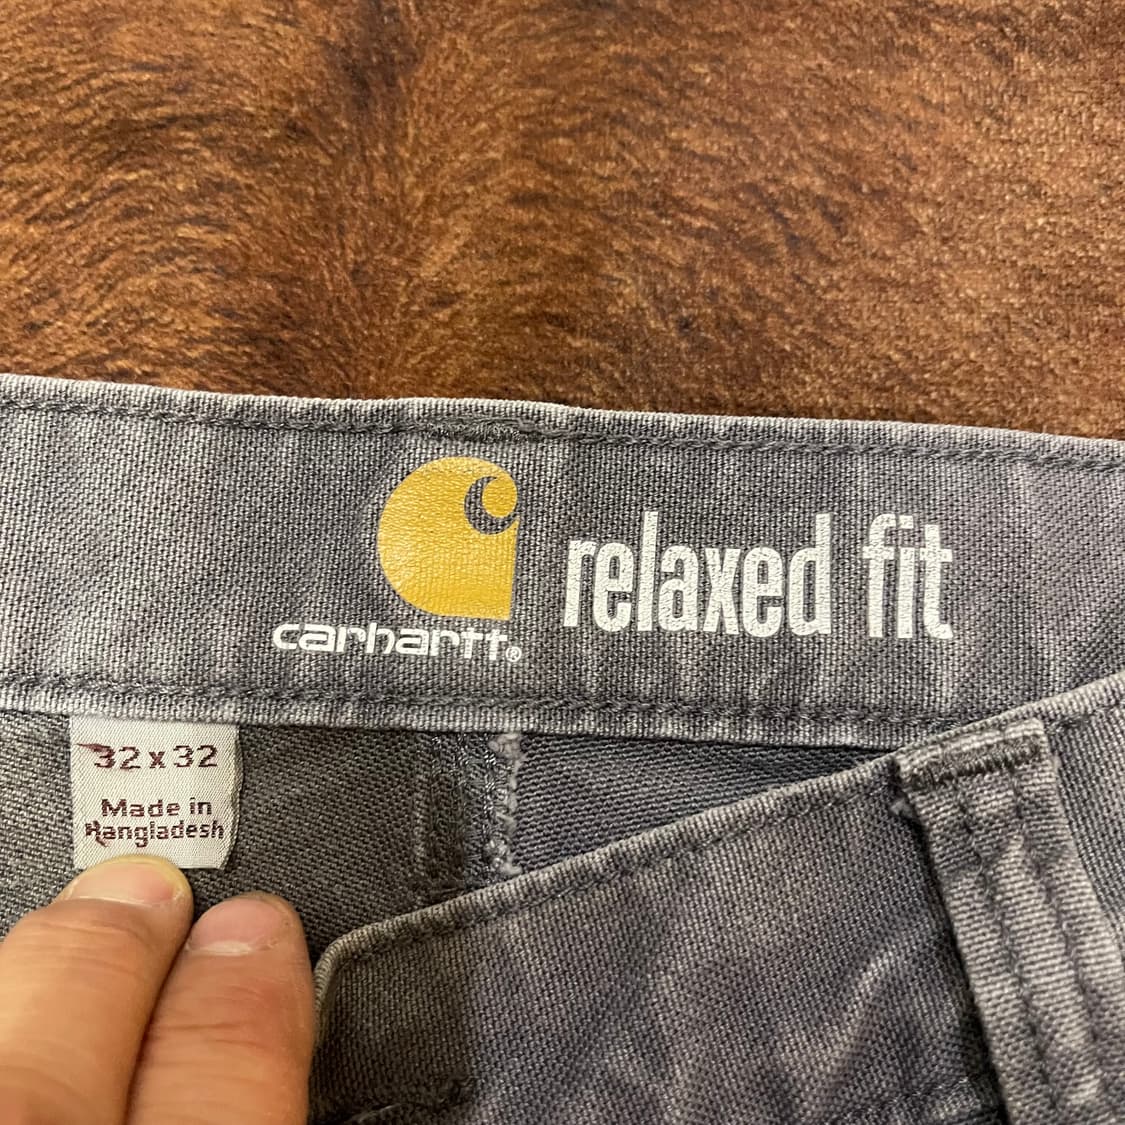 carhartt®
relaxed fit
32 x 32
Made in
Bangladesh